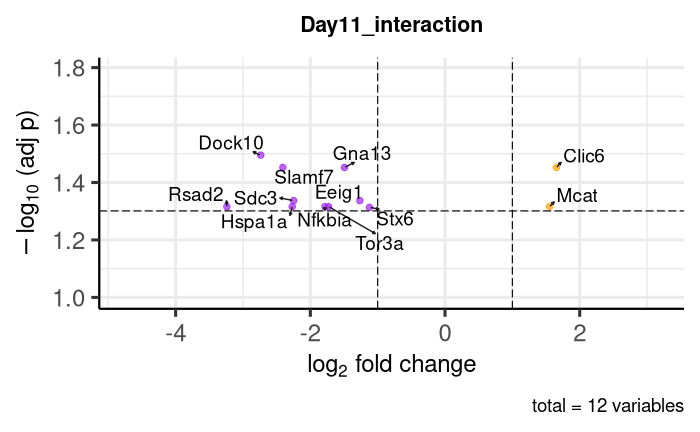 Day11_interaction
1.8
1.6
1.4
1.2
1.0
− log10 (adj p)
Dock10
Gna13
Clic6
Slamf7
Rsad2
Sdc3
Eeig1
Mcat
Hspa1a
Nfkbia
Stx6
Tor3a
-4
-2
0
2
log2 fold change
total = 12 variables